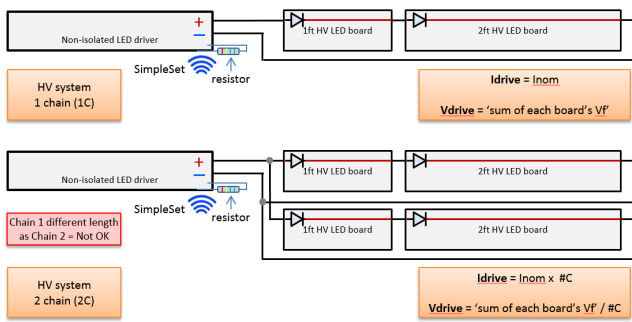 +
−
Non-isolated LED driver
1ft HV LED board
2ft HV LED board
SimpleSet
resistor
HV system
1 chain (1C)
Idrive = Inom
Vdrive = ‘sum of each board’s Vf’
+
−
Non-isolated LED driver
1ft HV LED board
2ft HV LED board
SimpleSet
resistor
Chain 1 different length
as Chain 2 = Not OK
1ft HV LED board
2ft HV LED board
HV system
2 chain (2C)
Idrive = Inom x #C
Vdrive = ‘sum of each board’s Vf’ / #C